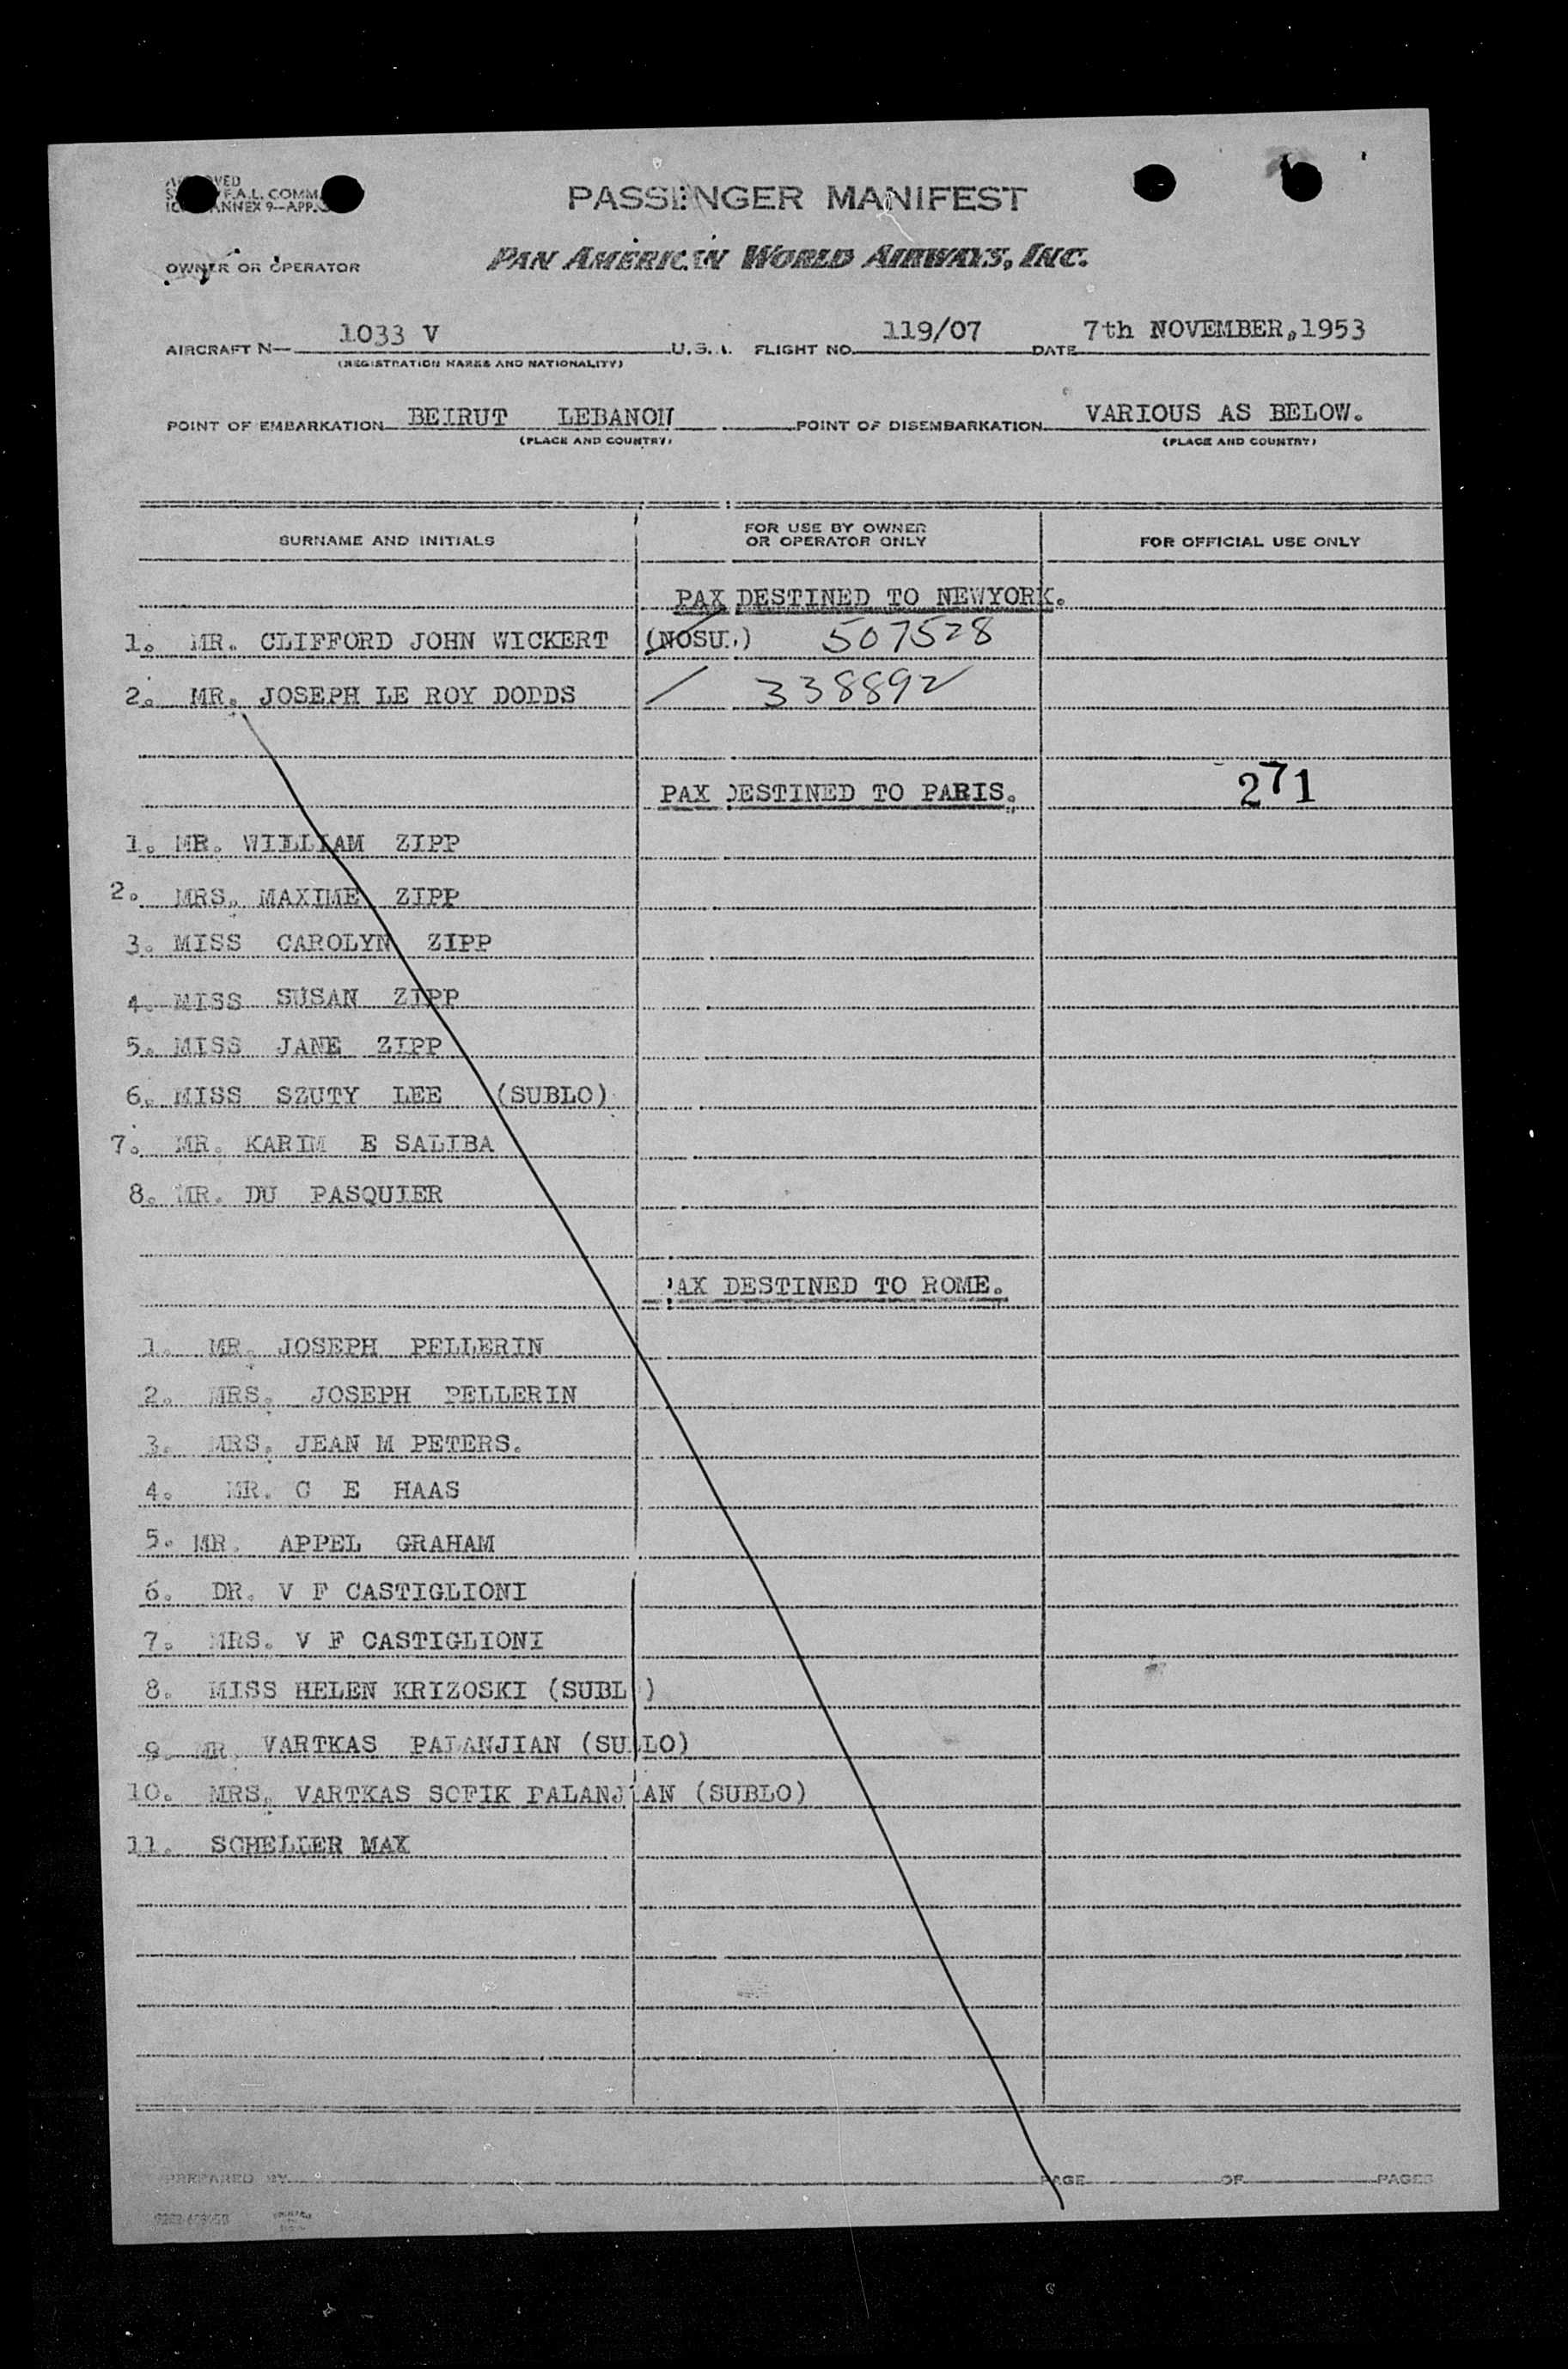 PASSENGER MANIFEST
F.A.L. COMM.
ANNEX 9—APP.
OWNER OR OPERATOR
PAN AMERICAN WORLD AIRWAYS, INC.
AIRCRAFT N— 1033 V U.S.A. FLIGHT NO. 119/07 DATE 7th NOVEMBER,1953
(REGISTRATION MARKS AND NATIONALITY)
POINT OF EMBARKATION BEIRUT LEBANON POINT OF DISEMBARKATION VARIOUS AS BELOW.
(PLACE AND COUNTRY) (PLACE AND COUNTRY)
SURNAME AND INITIALS FOR USE BY OWNER OR OPERATOR ONLY FOR OFFICIAL USE ONLY
PAX DESTINED TO NEWYORK.
1. MR. CLIFFORD JOHN WICKERT (NOSU.) 507528
2. MR. JOSEPH LE ROY DODDS 338892
PAX DESTINED TO PARIS. 271
1. MR. WILLIAM ZIPP
2. MRS. MAXIME ZIPP
3. MISS CAROLYN ZIPP
4. MISS SUSAN ZIPP
5. MISS JANE ZIPP
6. MISS SZUTY LEE (SUBLO)
7. MR. KARIM E SALIBA
8. MR. DU PASQUIER
PAX DESTINED TO ROME.
1. MR. JOSEPH PELLERIN
2. MRS. JOSEPH PELLERIN
3. MRS. JEAN M PETERS.
4. MR. C E HAAS
5. MR. APPEL GRAHAM
6. DR. V F CASTIGLIONI
7. MRS. V F CASTIGLIONI
8. MISS HELEN KRIZOSKI (SUBL )
9. MR. VARTKAS PALANJIAN (SUBLO)
10. MRS. VARTKAS SOFIK PALANJIAN (SUBLO)
11. SCHELLER MAX
PREPARED BY PAGE OF PAGES